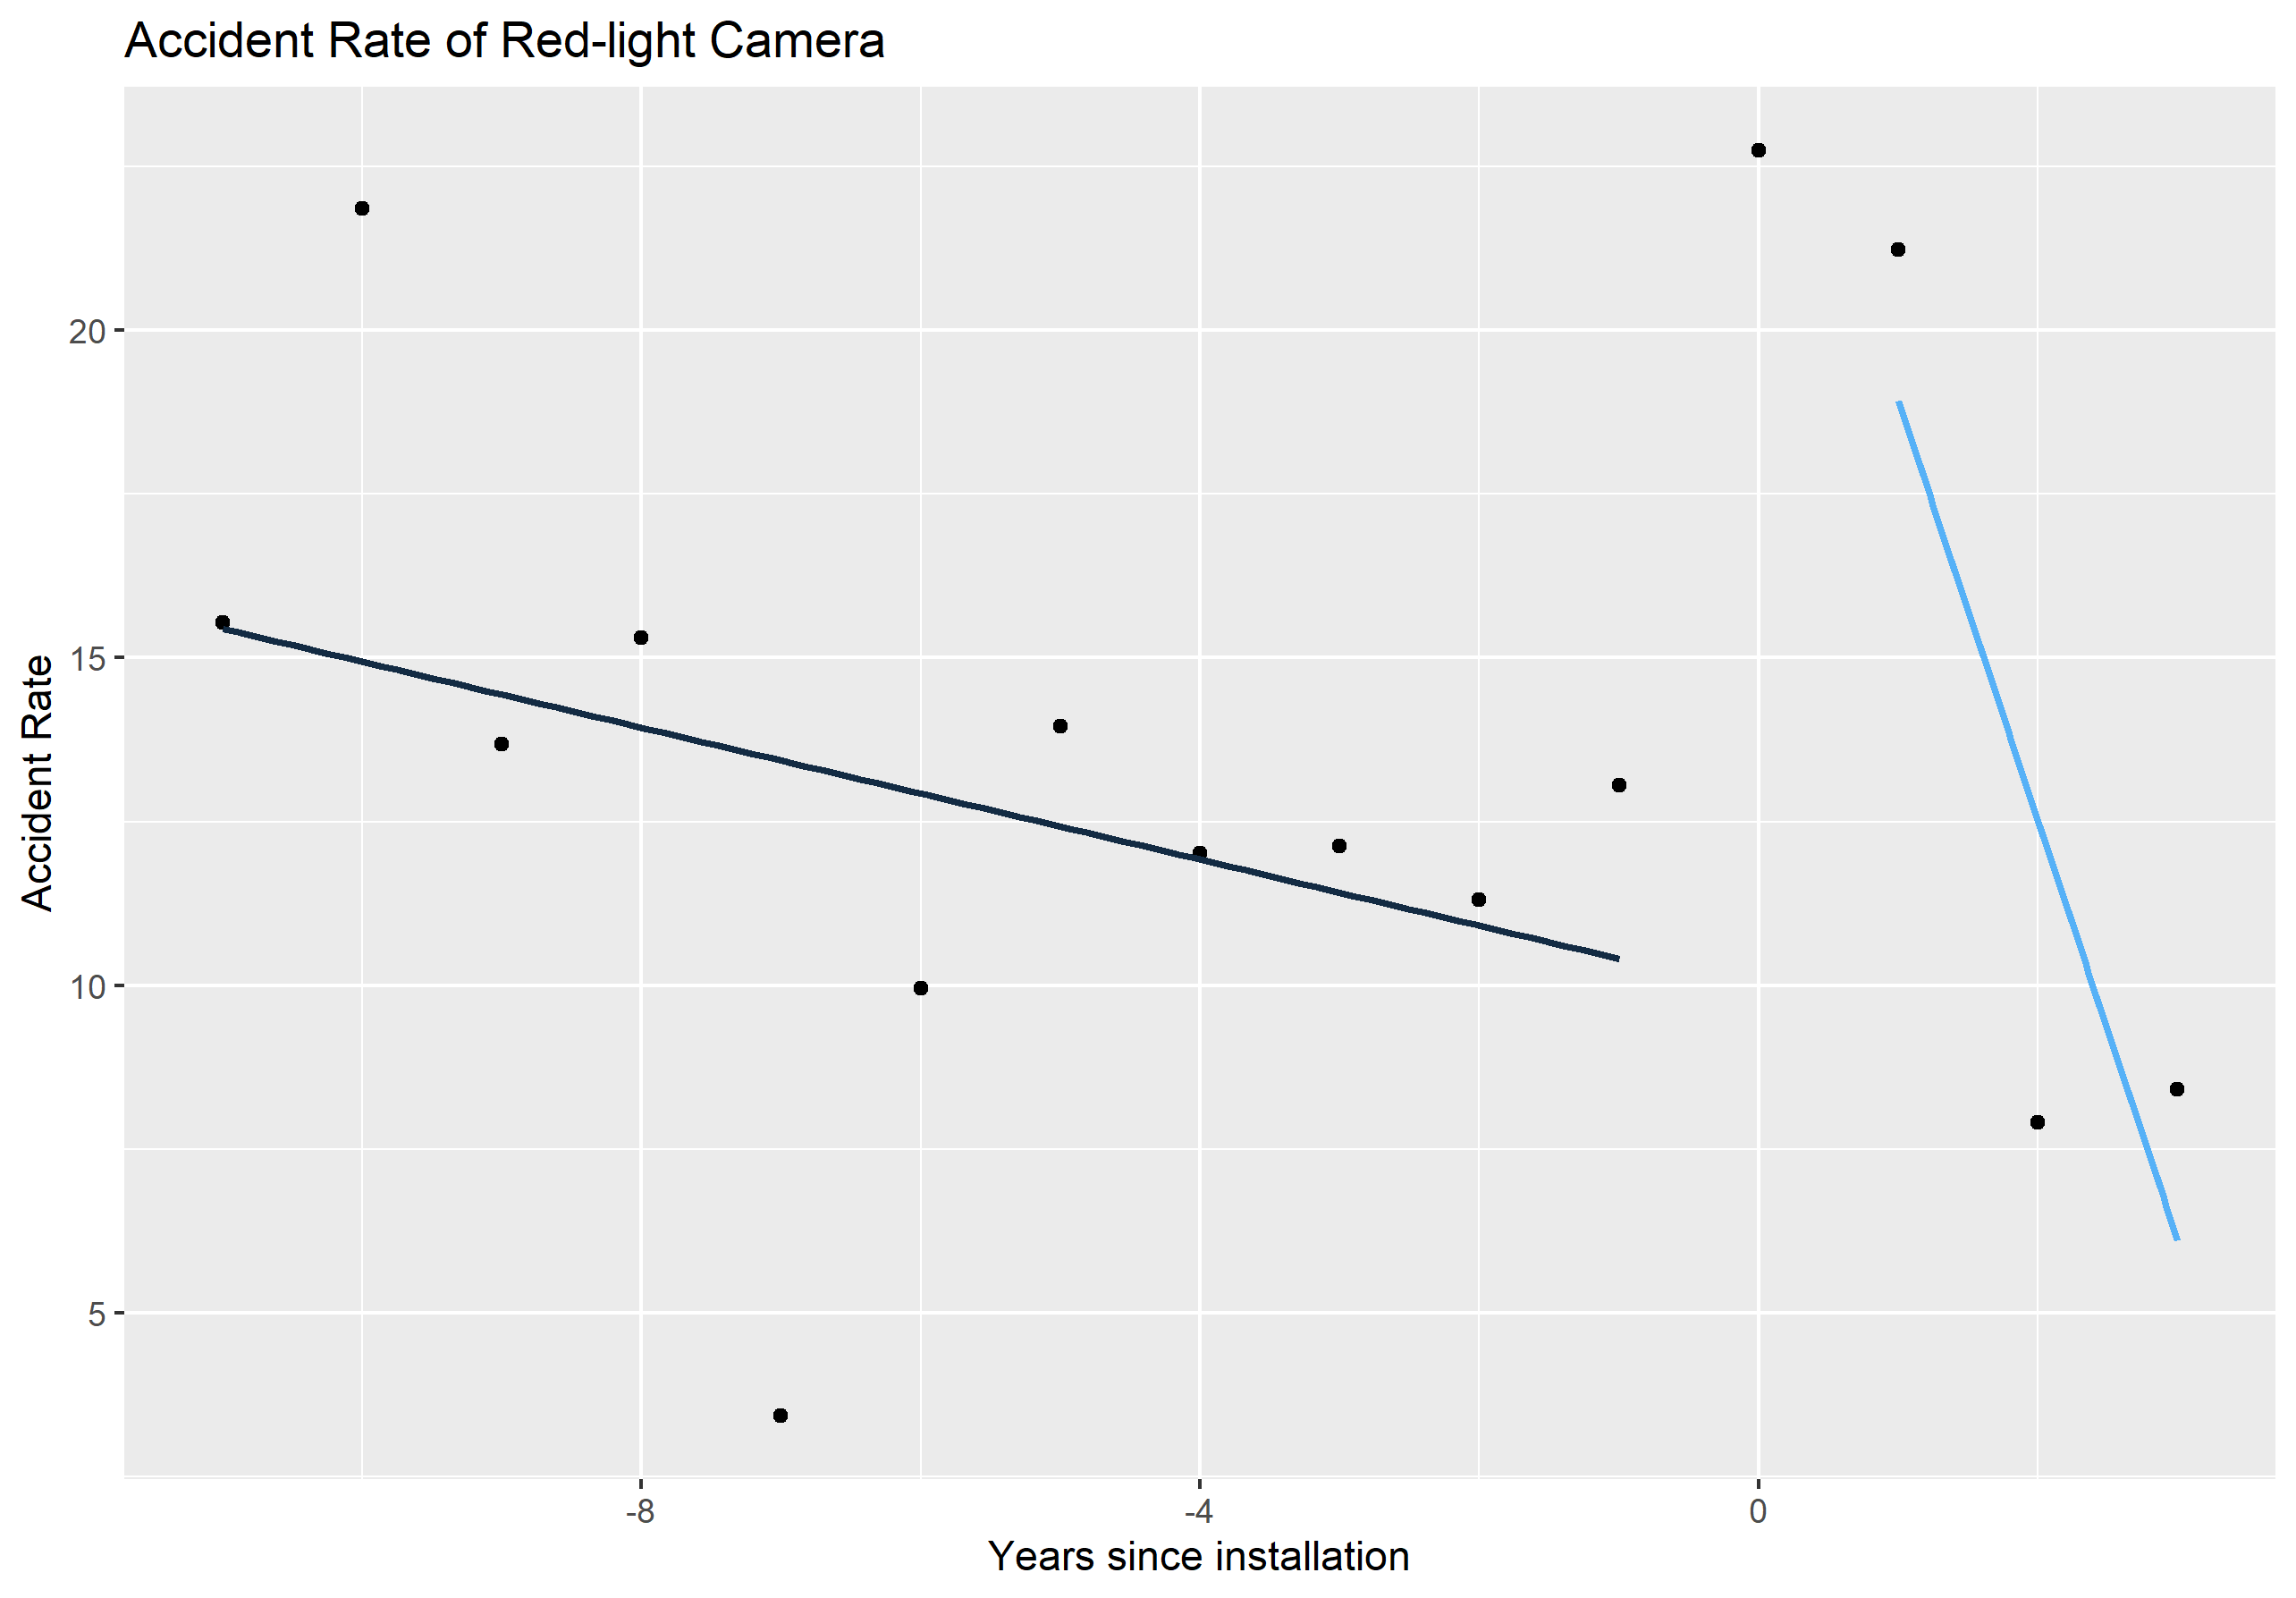 Accident Rate of Red-light Camera
20
15
10
5
Accident Rate
-8
-4
0
Years since installation